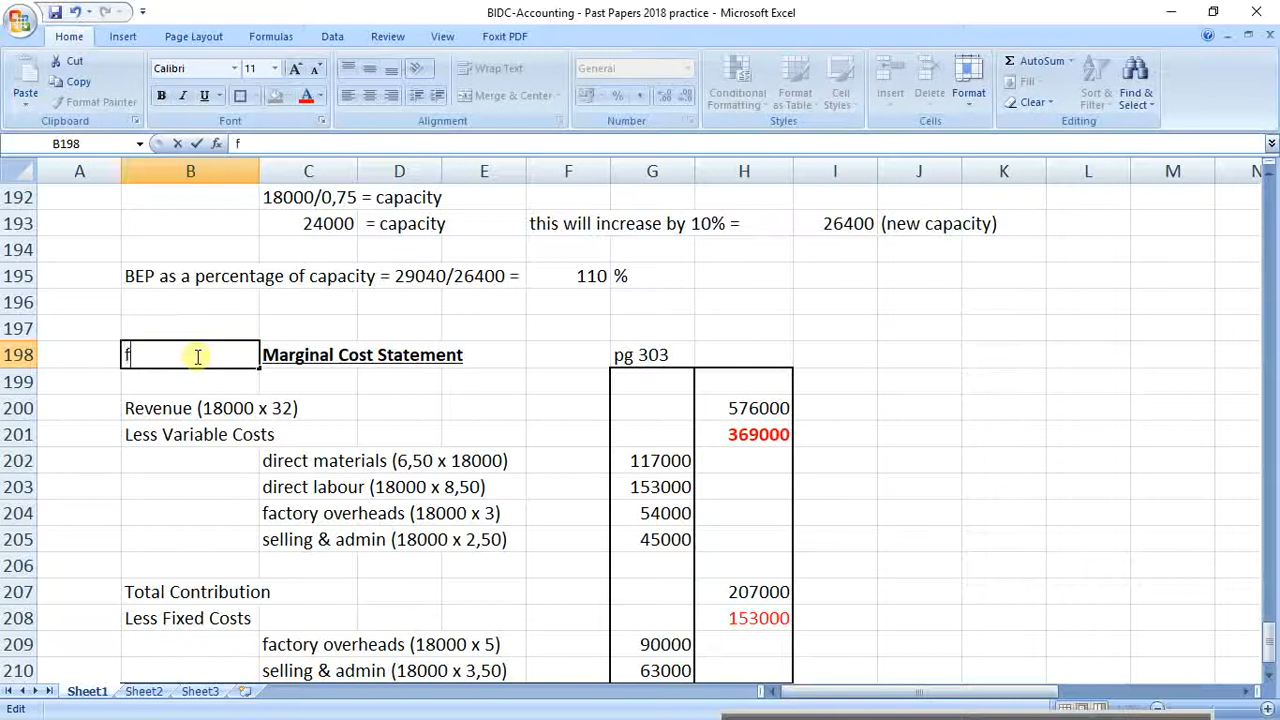 BIDC-Accounting - Past Papers 2018 practice - Microsoft Excel
Home Insert Page Layout Formulas Data Review View Foxit PDF
Paste Cut Copy Format Painter Clipboard
Calibri 11 A A B I U A Font
Wrap Text Merge & Center Alignment
General % , Number
Conditional Formatting Format as Table Cell Styles Styles
Insert Delete Format Cells
Σ AutoSum Fill Clear Sort & Filter Find & Select Editing
B198 fx f
A B C D E F G H I J K L M N
192 18000/0,75 = capacity
193 24000 = capacity this will increase by 10% = 26400 (new capacity)
194
195 BEP as a percentage of capacity = 29040/26400 = 110 %
196
197
198 f Marginal Cost Statement pg 303
199
200 Revenue (18000 x 32) 576000
201 Less Variable Costs 369000
202 direct materials (6,50 x 18000) 117000
203 direct labour (18000 x 8,50) 153000
204 factory overheads (18000 x 3) 54000
205 selling & admin (18000 x 2,50) 45000
206
207 Total Contribution 207000
208 Less Fixed Costs 153000
209 factory overheads (18000 x 5) 90000
210 selling & admin (18000 x 3,50) 63000
Sheet1 Sheet2 Sheet3
Edit